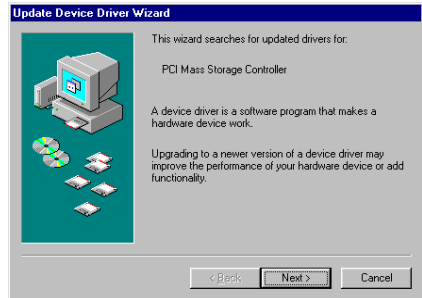 Update Device Driver Wizard
This wizard searches for updated drivers for:
PCI Mass Storage Controller
A device driver is a software program that makes a
hardware device work.
Upgrading to a newer version of a device driver may
improve the performance of your hardware device or add
functionality.
< Back
Next >
Cancel